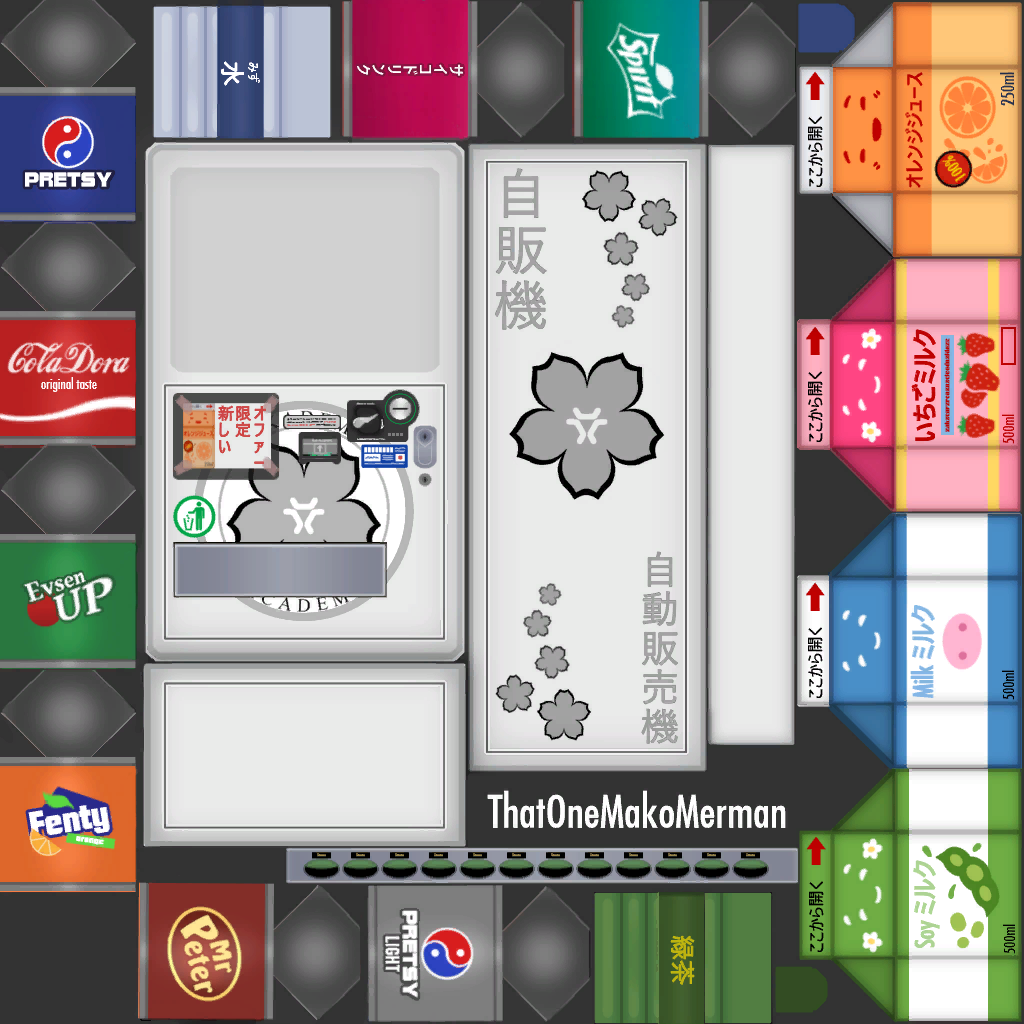 みず
水
サイコドリンク
Spirit
PRETSY
ColaDora
original taste
Evsen
UP
Fenty
orange
Mr
Peter
PRETSY
LIGHT
緑茶
自販機
自動販売機
オファー
限定
新しい
CADEM
ThatOneMakoMerman
ここから開く
オレンジジュース
100%
250ml
ここから開く
いちごミルク
500ml
ここから開く
Milk ミルク
500ml
ここから開く
Soy ミルク
500ml